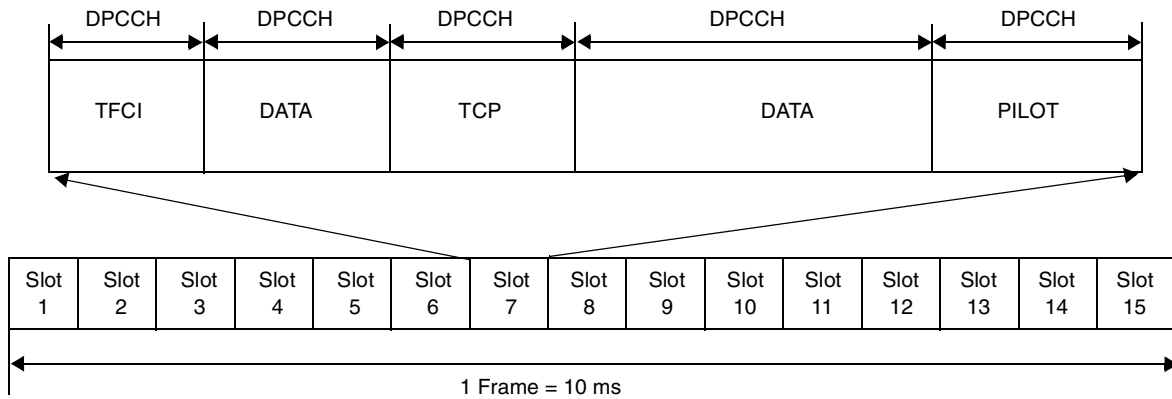 DPCCH DPCCH DPCCH DPCCH DPCCH
TFCI DATA TCP DATA PILOT
Slot Slot Slot Slot Slot Slot Slot Slot Slot Slot Slot Slot Slot Slot Slot
1 2 3 4 5 6 7 8 9 10 11 12 13 14 15
1 Frame = 10 ms